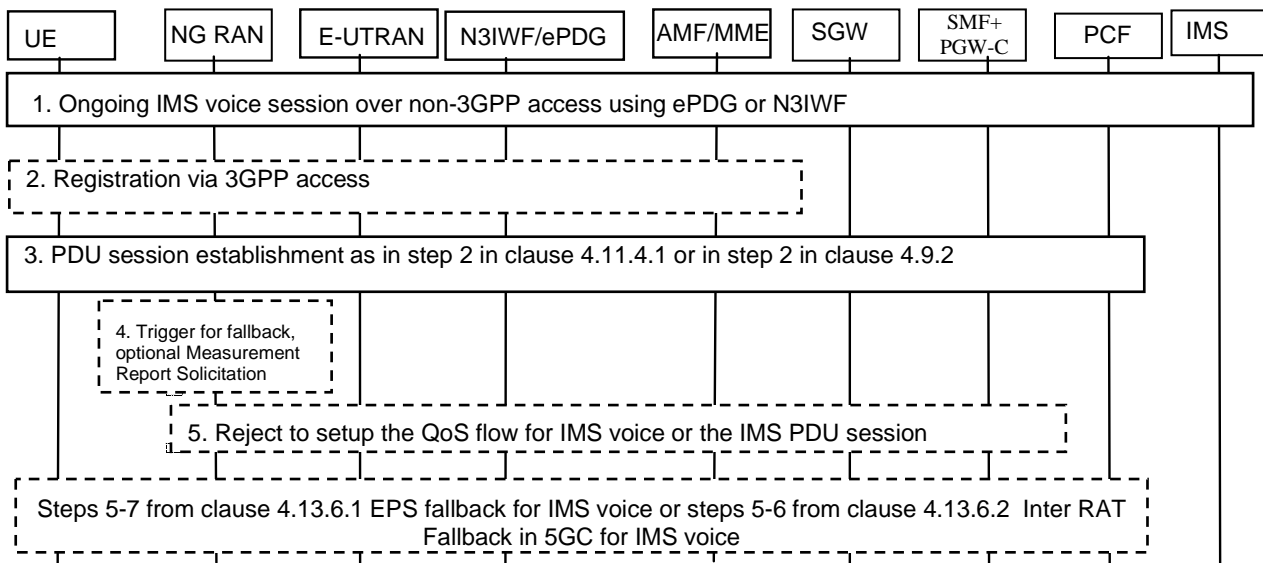 UE
NG RAN
E-UTRAN
N3IWF/ePDG
AMF/MME
SGW
SMF+
PGW-C
PCF
IMS
1. Ongoing IMS voice session over non-3GPP access using ePDG or N3IWF
2. Registration via 3GPP access
3. PDU session establishment as in step 2 in clause 4.11.4.1 or in step 2 in clause 4.9.2
4. Trigger for fallback,
optional Measurement
Report Solicitation
5. Reject to setup the QoS flow for IMS voice or the IMS PDU session
Steps 5-7 from clause 4.13.6.1 EPS fallback for IMS voice or steps 5-6 from clause 4.13.6.2 Inter RAT
Fallback in 5GC for IMS voice